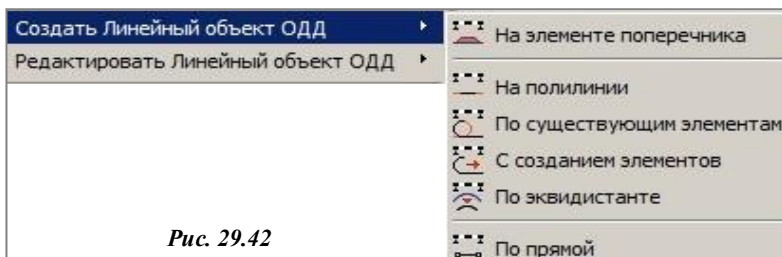 Создать Линейный объект ОДД
Редактировать Линейный объект ОДД
На элементе поперечника
На полилинии
По существующим элементам
С созданием элементов
По эквидистанте
По прямой
Рис. 29.42